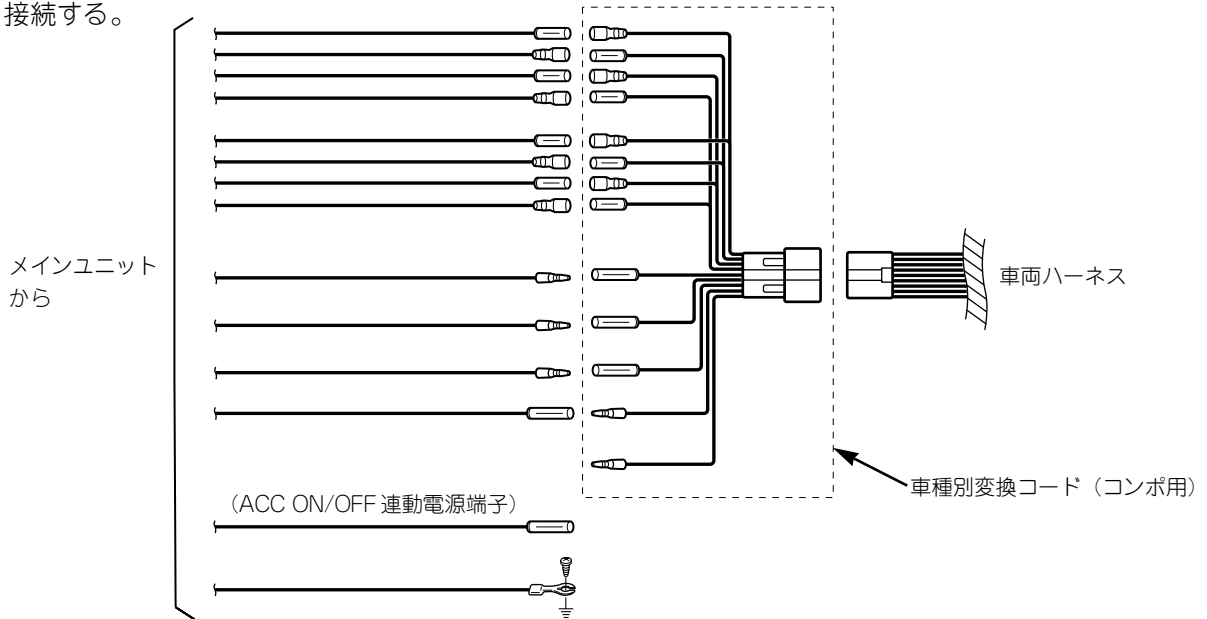 接続する。
メインユニット
から
車両ハーネス
車種別変換コード（コンポ用）
（ACC ON/OFF 連動電源端子）